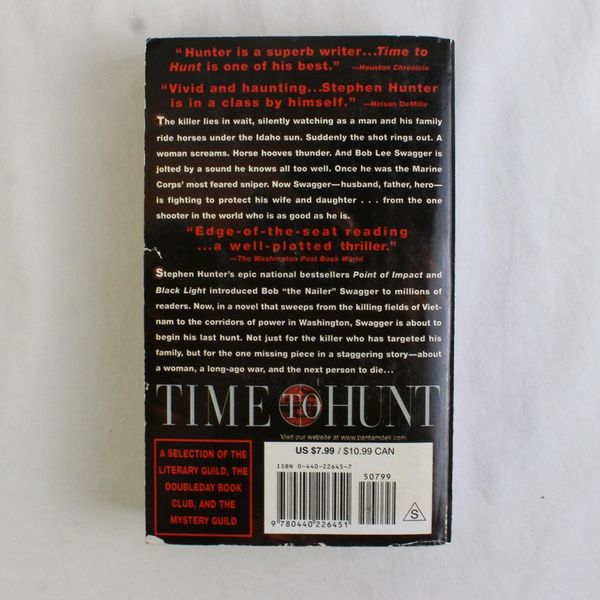 "Hunter is a superb writer...Time to
Hunt is one of his best." —Houston Chronicle
"Vivid and haunting...Stephen Hunter
is in a class by himself." —Nelson DeMille
The killer lies in wait, silently watching as a man and his family
ride horses under the Idaho sun. Suddenly the shot rings out. A
woman screams. Horse hooves thunder. And Bob Lee Swagger is
jolted by a sound he knows all too well. Once he was the Marine
Corps' most feared sniper. Now Swagger—husband, father, hero—
is fighting to protect his wife and daughter . . . from the one
shooter in the world who is as good as he is.
"Edge-of-the-seat reading
...a well-plotted thriller."
—The Washington Post Book World
Stephen Hunter's epic national bestsellers Point of Impact and
Black Light introduced Bob "the Nailer" Swagger to millions of
readers. Now, in a novel that sweeps from the killing fields of Viet-
nam to the corridors of power in Washington, Swagger is about to
begin his last hunt. Not just for the killer who has targeted his
family, but for the one missing piece in a staggering story—about
a woman, a long-ago war, and the next person to die...
TIME TO HUNT
Visit our website at www.bantamdell.com
A SELECTION OF THE
LITERARY GUILD, THE
DOUBLEDAY BOOK
CLUB, AND THE
MYSTERY GUILD
US $7.99 / $10.99 CAN
ISBN 0-440-22645-7
50799
9 780440 226451
S